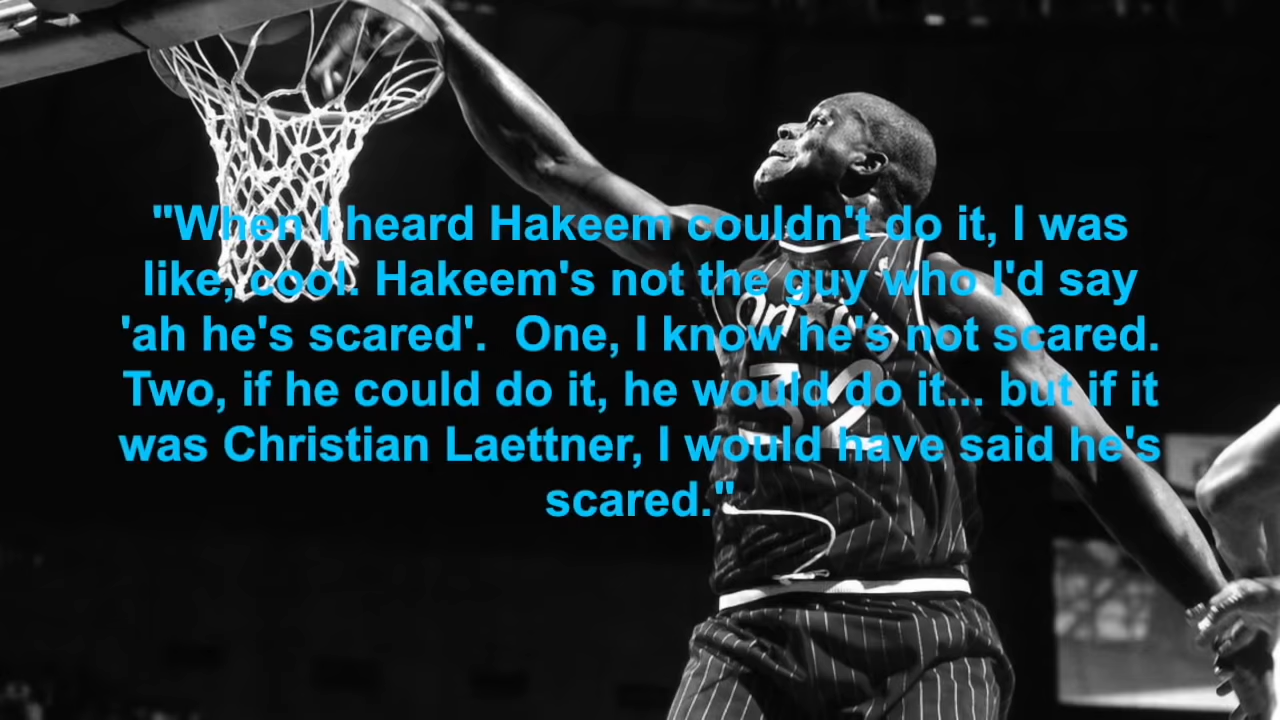 "When I heard Hakeem couldn't do it, I was
like, cool. Hakeem's not the guy who I'd say
'ah he's scared'.  One, I know he's not scared.
Two, if he could do it, he would do it... but if it
was Christian Laettner, I would have said he's
scared."
32